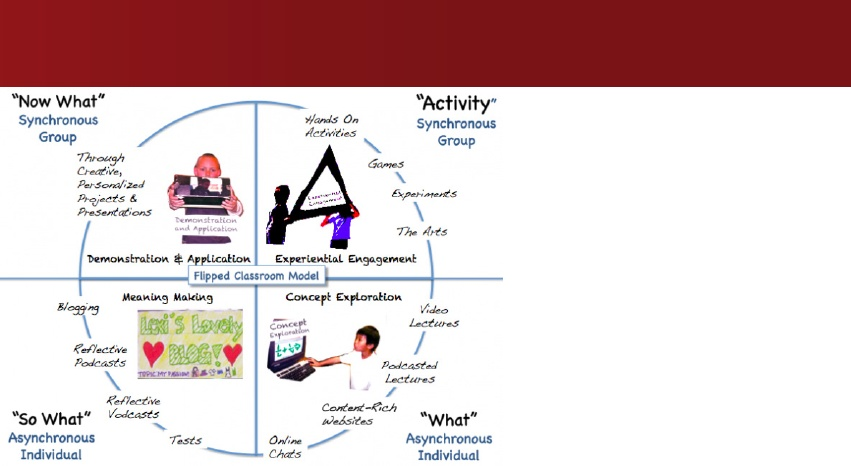 “Now What”
Synchronous
Group
“Activity”
Synchronous
Group
Hands On
Activities
Games
Experiments
The Arts
Through
Creative,
Personalized
Projects &
Presentations
Demonstration
and Application
Experiential
Engagement
Demonstration & Application
Experiential Engagement
Flipped Classroom Model
Meaning Making
Concept Exploration
Blogging
Reflective
Podcasts
Reflective
Vodcasts
Tests
Lexi's Lovely
BLOG!
Concept
Exploration
Video
Lectures
Podcasted
Lectures
Content-Rich
Websites
Online
Chats
“So What”
Asynchronous
Individual
“What”
Asynchronous
Individual